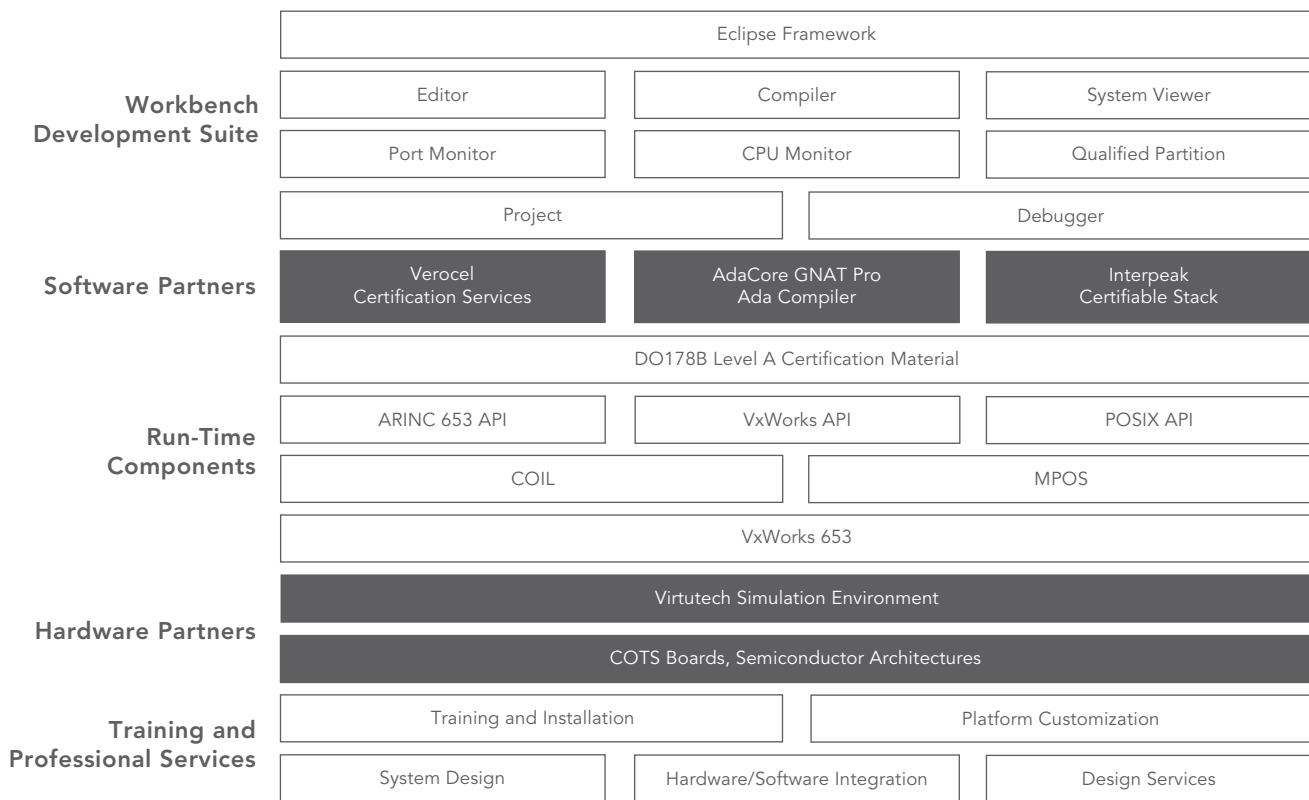 Eclipse Framework
Workbench
Development Suite
Editor
Compiler
System Viewer
Port Monitor
CPU Monitor
Qualified Partition
Project
Debugger
Software Partners
Verocel
Certification Services
AdaCore GNAT Pro
Ada Compiler
Interpeak
Certifiable Stack
DO178B Level A Certification Material
Run-Time
Components
ARINC 653 API
VxWorks API
POSIX API
COIL
MPOS
VxWorks 653
Hardware Partners
Virtutech Simulation Environment
COTS Boards, Semiconductor Architectures
Training and
Professional Services
Training and Installation
Platform Customization
System Design
Hardware/Software Integration
Design Services